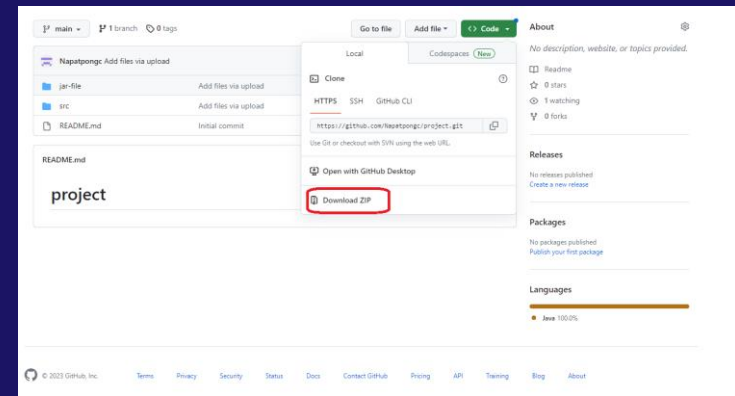 main
1 branch
0 tags
Go to file
Add file
Code
Napatpongc Add files via upload
jar-file
Add files via upload
src
Add files via upload
README.md
Initial commit
README.md
project
Local
Codespaces New
Clone
HTTPS
SSH
GitHub CLI
https://github.com/Napatpongc/project.git
Use Git or checkout with SVN using the web URL.
Open with GitHub Desktop
Download ZIP
About
No description, website, or topics provided.
Readme
0 stars
1 watching
0 forks
Releases
No releases published
Create a new release
Packages
No packages published
Publish your first package
Languages
Java 100.0%
© 2023 GitHub, Inc.
Terms
Privacy
Security
Status
Docs
Contact GitHub
Pricing
API
Training
Blog
About